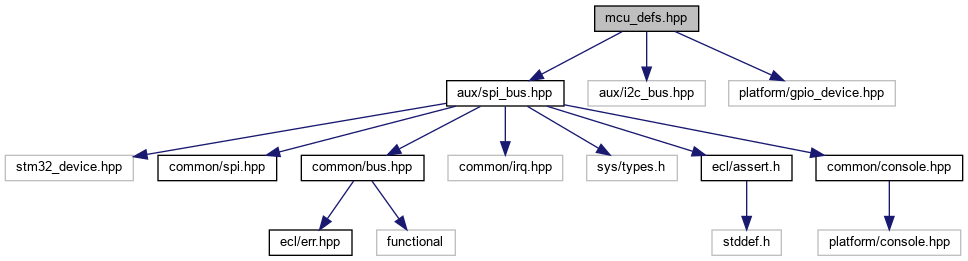 mcu_defs.hpp
aux/spi_bus.hpp
aux/i2c_bus.hpp
platform/gpio_device.hpp
stm32_device.hpp
common/spi.hpp
common/bus.hpp
common/irq.hpp
sys/types.h
ecl/assert.h
common/console.hpp
ecl/err.hpp
functional
stddef.h
platform/console.hpp